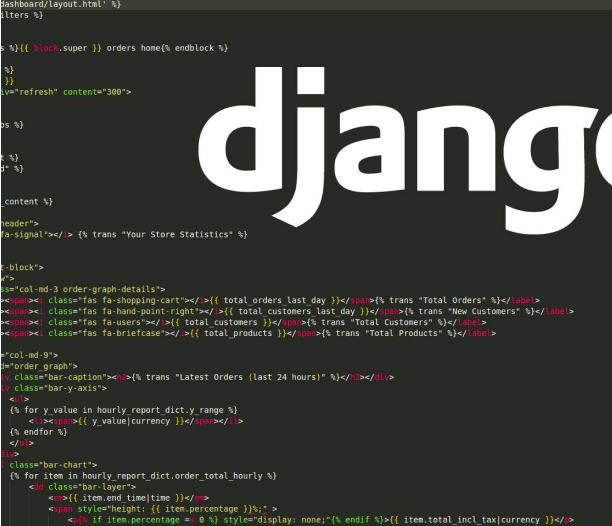 dashboard/layout.html' %}
ilters %}
s %}{{ block.super }} orders home{% endblock %}
%}
}}
iv="refresh" content="300">
django
os %}
t %}
d" %}
_content %}
header">
fa-signal"></i> {% trans "Your Store Statistics" %}
t-block">
w">
ss="col-md-3 order-graph-details">
><span><i class="fas fa-shopping-cart"></i>{{ total_orders_last_day }}</span>{% trans "Total Orders" %}</label>
><span><i class="fas fa-hand-point-right"></i>{{ total_customers_last_day }}</span>{% trans "New Customers" %}</label>
><span><i class="fas fa-users"></i>{{ total_customers }}</span>{% trans "Total Customers" %}</label>
><span><i class="fas fa-briefcase"></i>{{ total_products }}</span>{% trans "Total Products" %}</label>
="col-md-9">
d="order_graph">
iv class="bar-caption"><h2>{% trans "Latest Orders (last 24 hours)" %}</h2></div>
iv class="bar-y-axis">
<ul>
{% for y_value in hourly_report_dict.y_range %}
<li><span>{{ y_value|currency }}</span></li>
{% endfor %}
</ul>
div>
l class="bar-chart">
{% for item in hourly_report_dict.order_total_hourly %}
<dd class="bar-layer">
<em>{{ item.end_time|time }}</em>
<span style="height: {{ item.percentage }}%;" >
<p{% if item.percentage == 0 %} style="display: none;"{% endif %}>{{ item.total_incl_tax|currency }}</p>